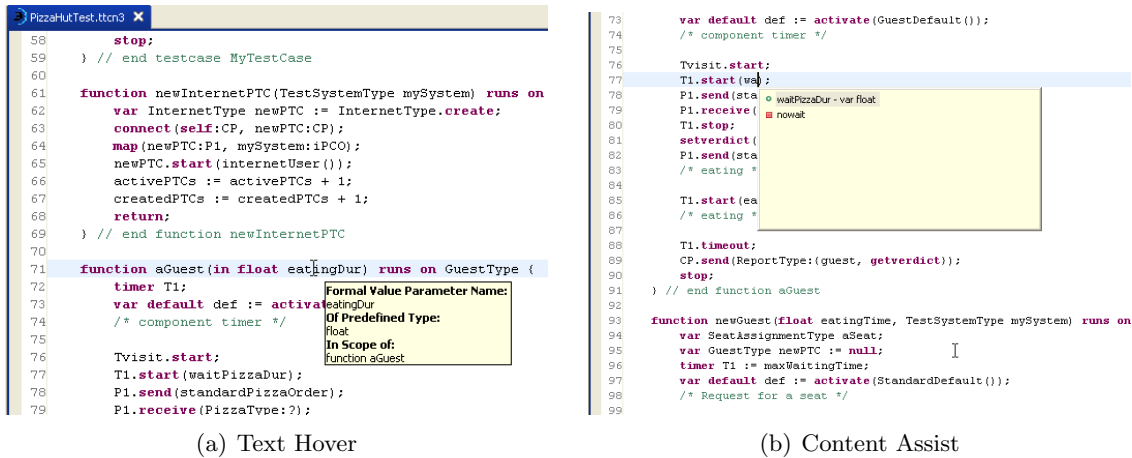 PizzaHutTest.ttcn3
58 stop;
59 } // end testcase MyTestCase
60
61 function newInternetPTC(TestSystemType mySystem) runs on
62 var InternetType newPTC := InternetType.create;
63 connect(self:CP, newPTC:CP);
64 map(newPTC:P1, mySystem:iPCO);
65 newPTC.start(internetUser());
66 activePTCs := activePTCs + 1;
67 createdPTCs := createdPTCs + 1;
68 return;
69 } // end function newInternetPTC
70
71 function aGuest(in float eatingDur) runs on GuestType {
72 timer T1;
73 var default def := activat
74 /* component timer */
75
76 Tvisit.start;
77 T1.start(waitPizzaDur);
78 P1.send(standardPizzaOrder);
79 P1.receive(PizzaType:?);
Formal Value Parameter Name:
eatingDur
Of Predefined Type:
float
In Scope of:
function aGuest
(a) Text Hover
73 var default def := activate(GuestDefault());
74 /* component timer */
75
76 Tvisit.start;
77 T1.start(wa);
78 P1.send(sta
79 P1.receive(
80 T1.stop;
81 setverdict(
82 P1.send(sta
83 /* eating *
84
85 T1.start(ea
86 /* eating *
87
88 T1.timeout;
89 CP.send(ReportType:{guest, getverdict});
90 stop;
91 } // end function aGuest
92
93 function newGuest(float eatingTime, TestSystemType mySystem) runs on
94 var SeatAssignmentType aSeat;
95 var GuestType newPTC := null;
96 timer T1 := maxWaitingTime;
97 var default def := activate(StandardDefault());
98 /* Request for a seat */
99
waitPizzaDur - var float
nowait
(b) Content Assist